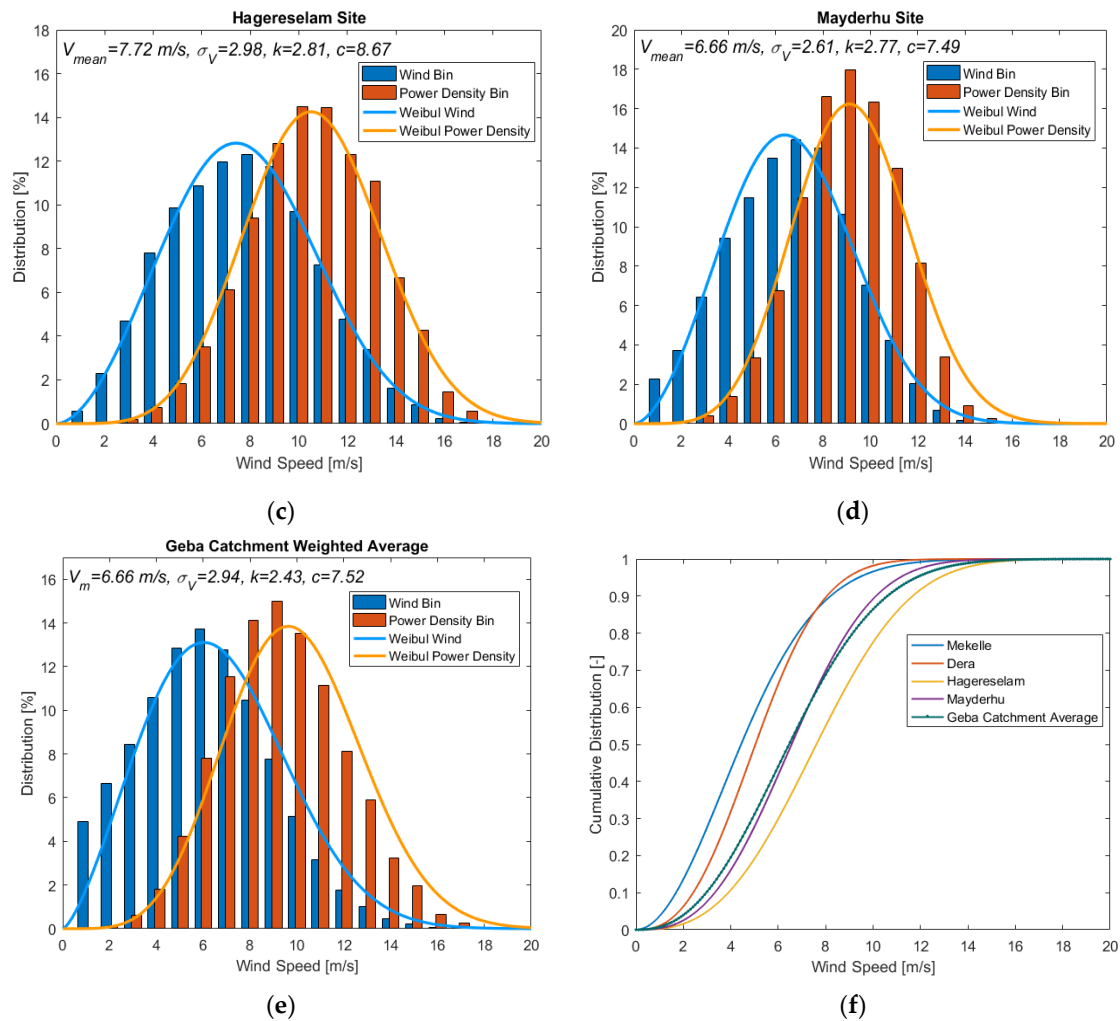 Hagereselam Site
V_mean=7.72 m/s, σ_V=2.98, k=2.81, c=8.67
Wind Bin
Power Density Bin
Weibul Wind
Weibul Power Density
Distribution [%]
18
16
14
12
10
8
6
4
2
0
0 2 4 6 8 10 12 14 16 18 20
Wind Speed [m/s]
(c)
Mayderhu Site
V_mean=6.66 m/s, σ_V=2.61, k=2.77, c=7.49
Wind Bin
Power Density Bin
Weibul Wind
Weibul Power Density
Distribution [%]
20
18
16
14
12
10
8
6
4
2
0
0 2 4 6 8 10 12 14 16 18 20
Wind Speed [m/s]
(d)
Geba Catchment Weighted Average
V_m=6.66 m/s, σ_V=2.94, k=2.43, c=7.52
Wind Bin
Power Density Bin
Weibul Wind
Weibul Power Density
Distribution [%]
16
14
12
10
8
6
4
2
0
0 2 4 6 8 10 12 14 16 18 20
Wind Speed [m/s]
(e)
Cumulative Distribution [-]
1
0.9
0.8
0.7
0.6
0.5
0.4
0.3
0.2
0.1
0
Mekelle
Dera
Hagereselam
Mayderhu
Geba Catchment Average
0 2 4 6 8 10 12 14 16 18 20
Wind Speed [m/s]
(f)